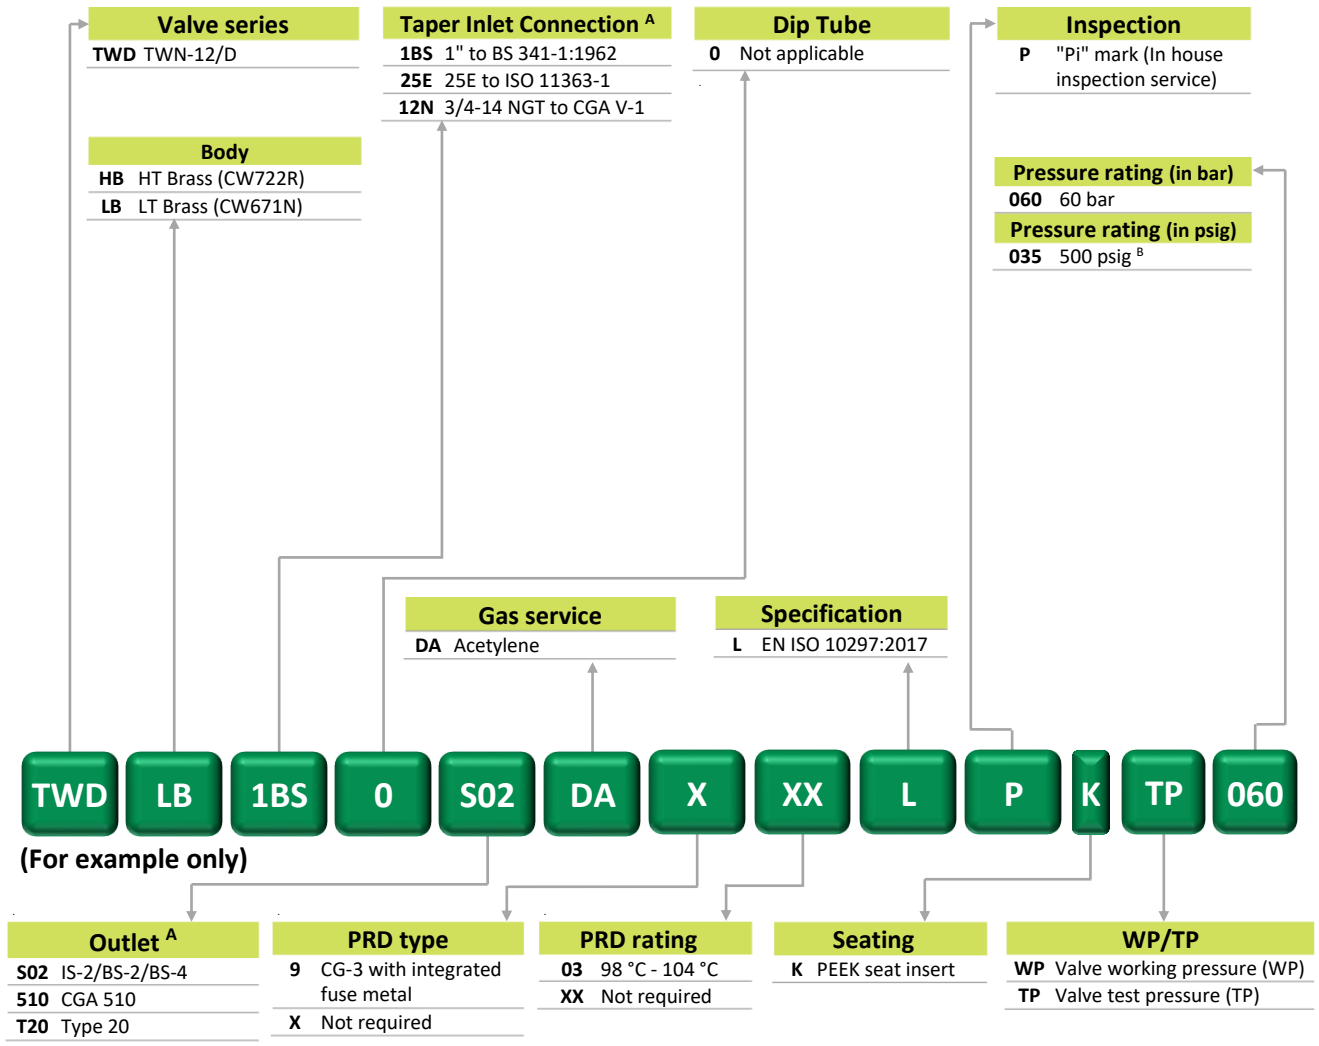 Valve series
TWD TWN-12/D
Taper Inlet Connection A
1BS 1" to BS 341-1:1962
25E 25E to ISO 11363-1
12N 3/4-14 NGT to CGA V-1
Dip Tube
0 Not applicable
Inspection
P "Pi" mark (In house
inspection service)
Body
HB HT Brass (CW722R)
LB LT Brass (CW671N)
Pressure rating (in bar)
060 60 bar
Pressure rating (in psig)
035 500 psig B
Gas service
DA Acetylene
Specification
L EN ISO 10297:2017
TWD LB 1BS 0 S02 DA X XX L P K TP 060
(For example only)
Outlet A
S02 IS-2/BS-2/BS-4
510 CGA 510
T20 Type 20
PRD type
9 CG-3 with integrated
fuse metal
X Not required
PRD rating
03 98 °C - 104 °C
XX Not required
Seating
K PEEK seat insert
WP/TP
WP Valve working pressure (WP)
TP Valve test pressure (TP)